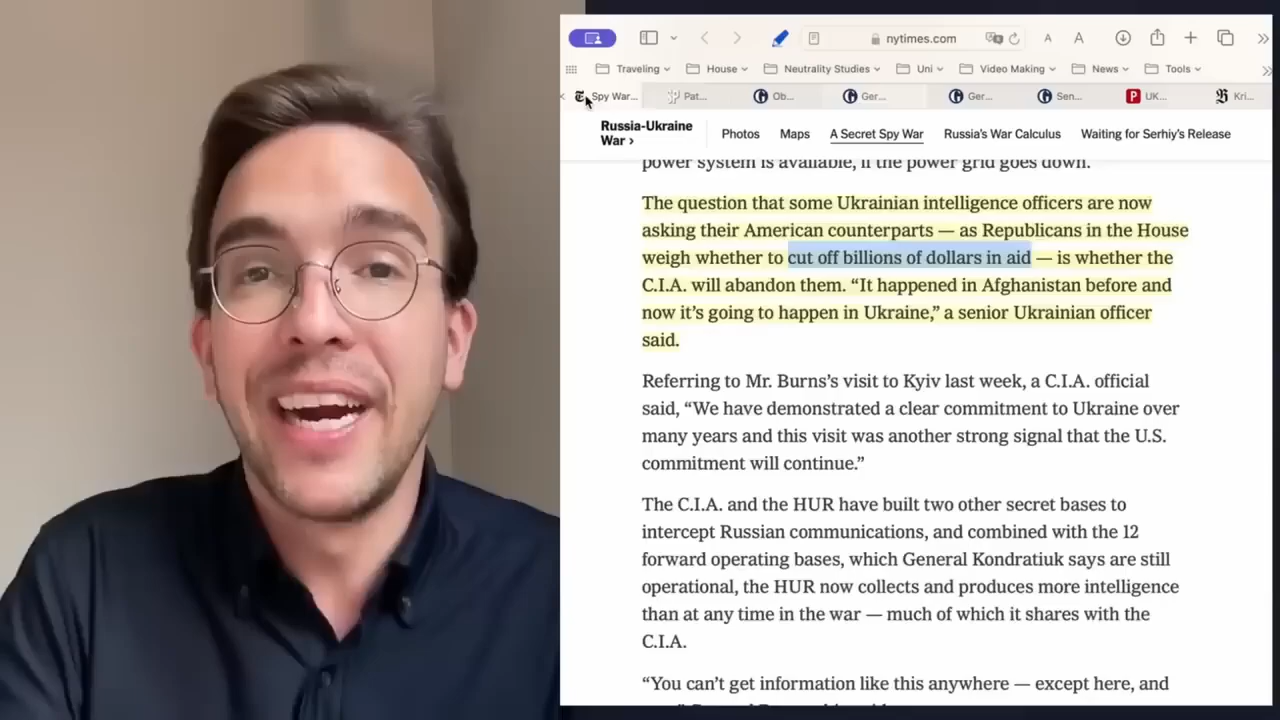 nytimes.com
A A
Traveling House Neutrality Studies Uni Video Making News Tools
Spy War... Pat... Ob... Ger... Ger... Sen... UK... Kri...
Russia-Ukraine
War ›
Photos Maps A Secret Spy War Russia's War Calculus Waiting for Serhiy's Release
power system is available, if the power grid goes down.
The question that some Ukrainian intelligence officers are now
asking their American counterparts — as Republicans in the House
weigh whether to cut off billions of dollars in aid — is whether the
C.I.A. will abandon them. “It happened in Afghanistan before and
now it’s going to happen in Ukraine,” a senior Ukrainian officer
said.
Referring to Mr. Burns’s visit to Kyiv last week, a C.I.A. official
said, “We have demonstrated a clear commitment to Ukraine over
many years and this visit was another strong signal that the U.S.
commitment will continue.”
The C.I.A. and the HUR have built two other secret bases to
intercept Russian communications, and combined with the 12
forward operating bases, which General Kondratiuk says are still
operational, the HUR now collects and produces more intelligence
than at any time in the war — much of which it shares with the
C.I.A.
“You can’t get information like this anywhere — except here, and